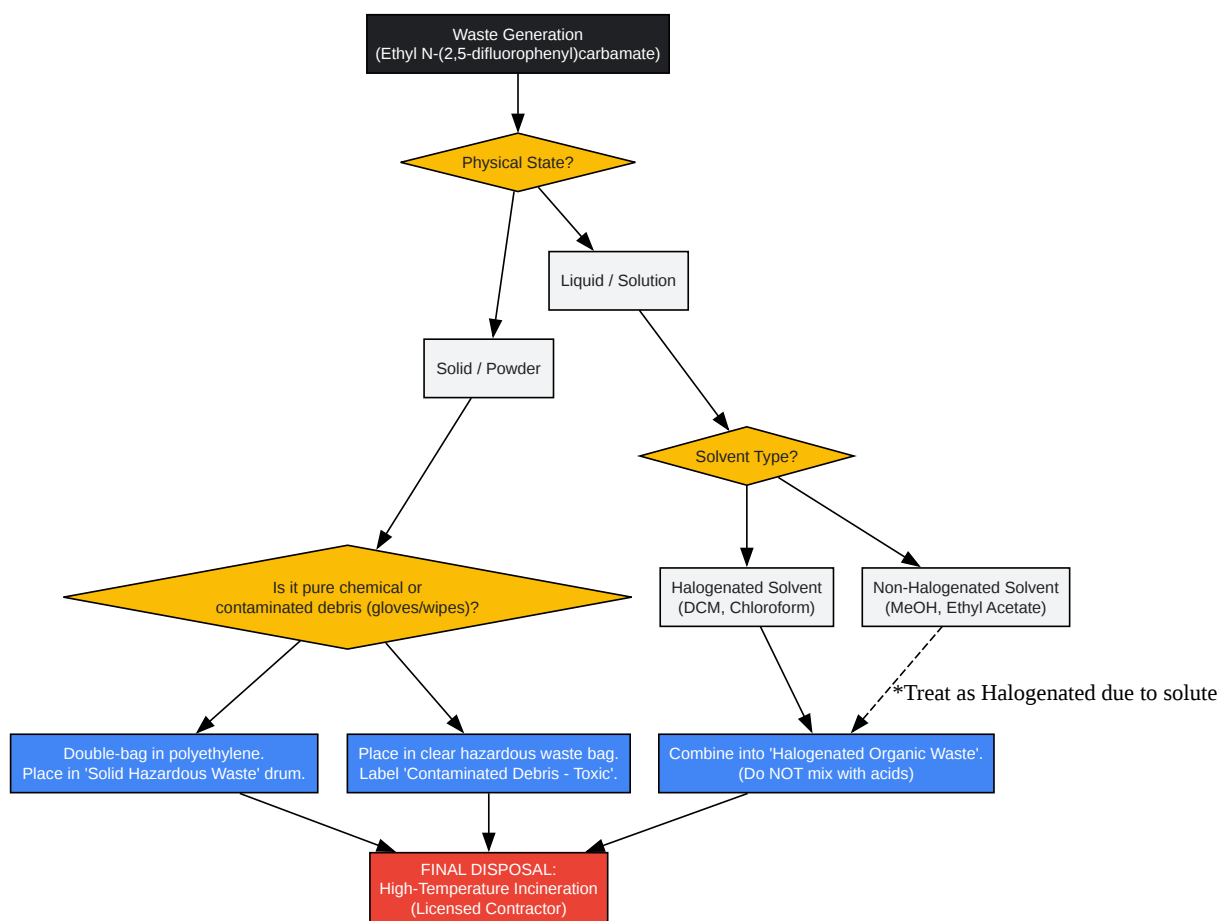 Waste Generation
(Ethyl N-(2,5-difluorophenyl)carbamate)
Physical State?
Liquid / Solution
Solid / Powder
Solvent Type?
Is it pure chemical or
contaminated debris (gloves/wipes)?
Halogenated Solvent
(DCM, Chloroform)
Non-Halogenated Solvent
(MeOH, Ethyl Acetate)
*Treat as Halogenated due to solute
Double-bag in polyethylene.
Place in 'Solid Hazardous Waste' drum.
Place in clear hazardous waste bag.
Label 'Contaminated Debris - Toxic'.
Combine into 'Halogenated Organic Waste'.
(Do NOT mix with acids)
FINAL DISPOSAL:
High-Temperature Incineration
(Licensed Contractor)